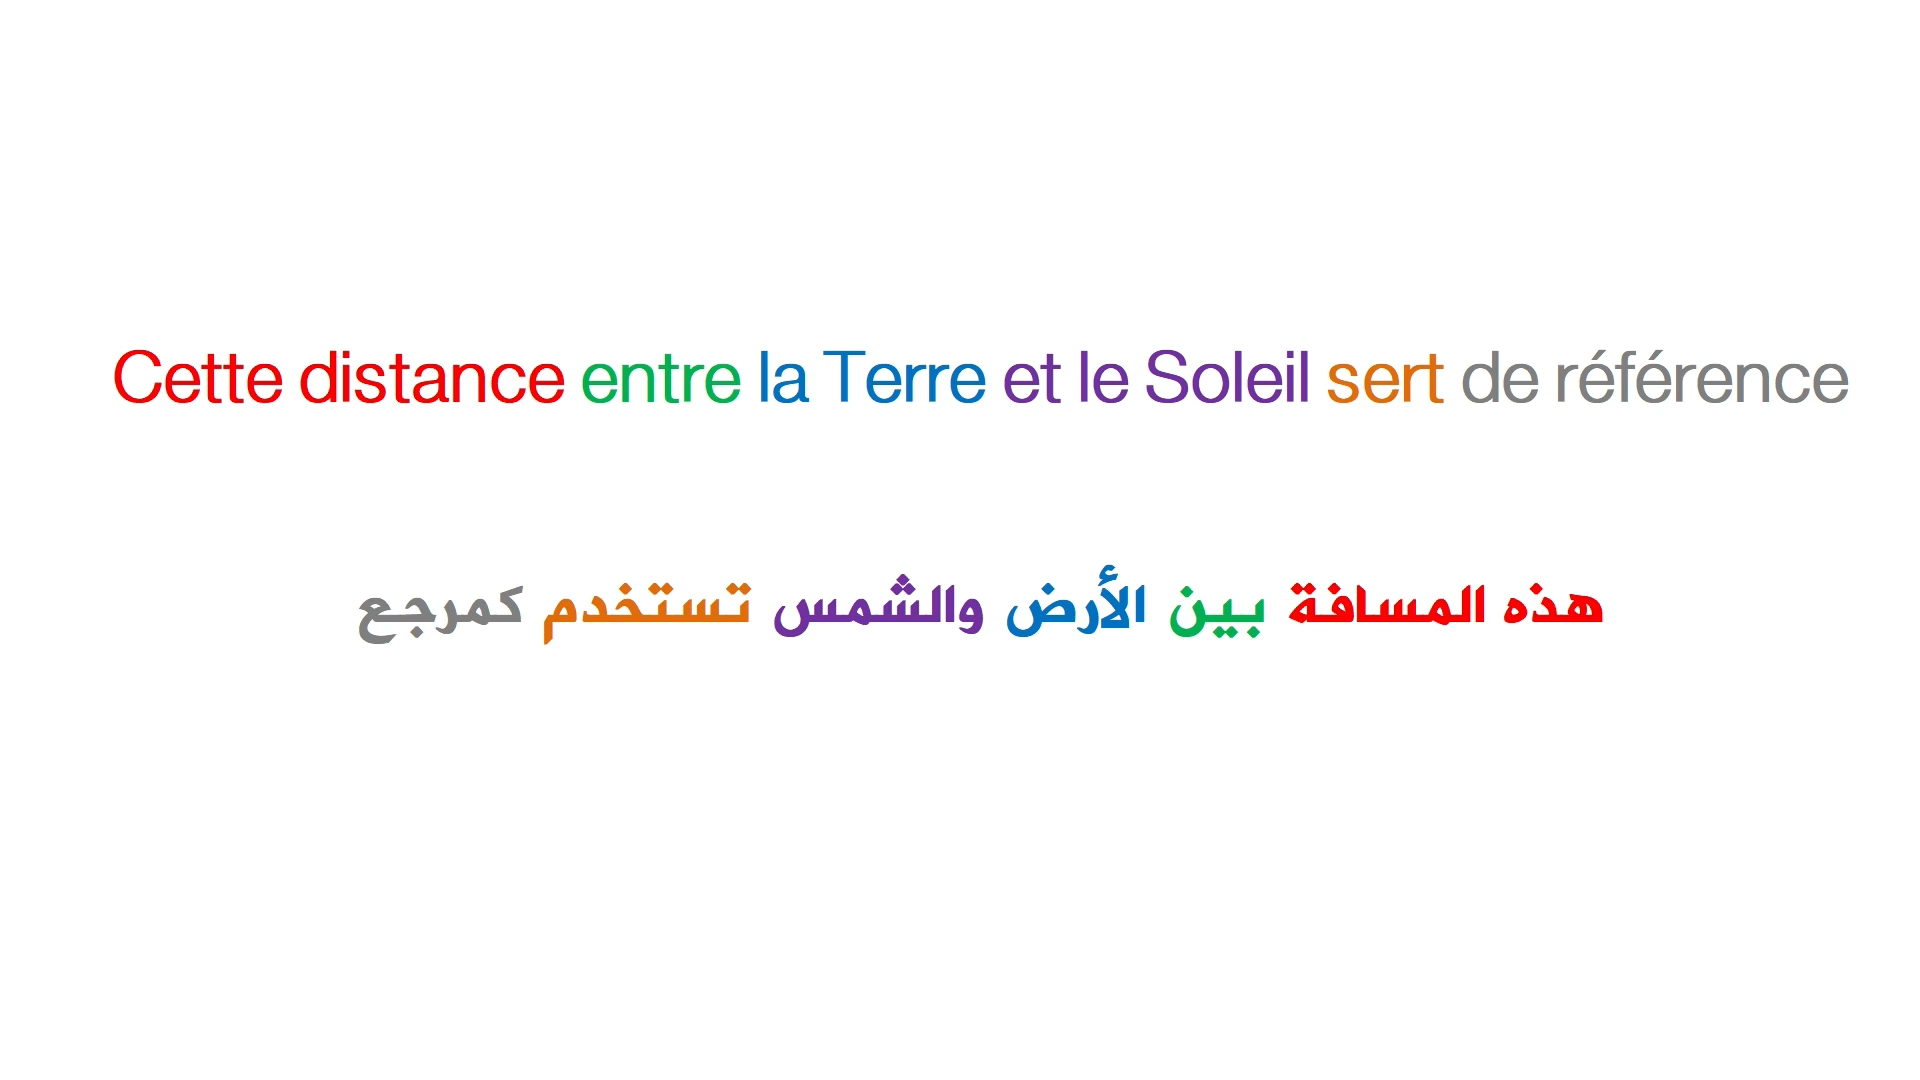 Cette distance entre la Terre et le Soleil sert de référence
هذه المسافة بين الأرض والشمس تستخدم كمرجع